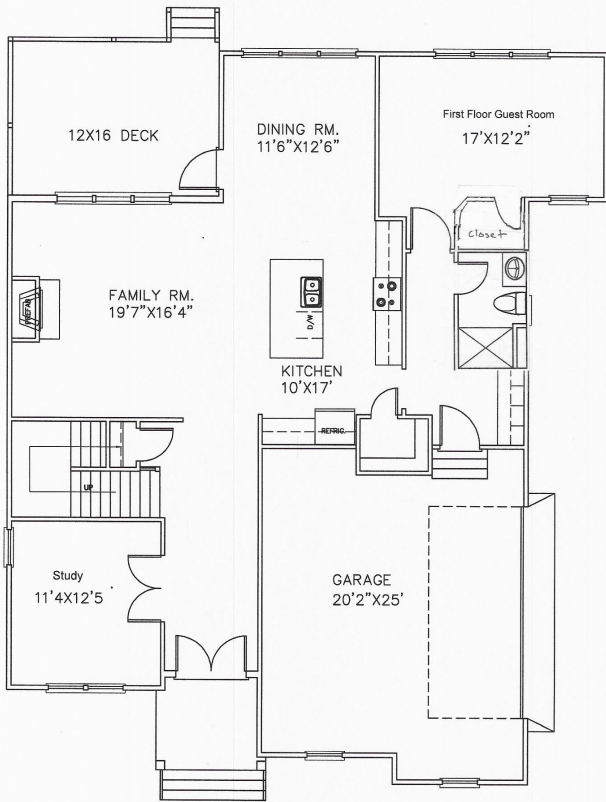 12X16 DECK
DINING RM.
11'6"X12'6"
First Floor Guest Room
17'X12'2"
Closet
FAMILY RM.
19'7"X16'4"
D/W
KITCHEN
10'X17'
REFRIG.
UP
Study
11'4X12'5
GARAGE
20'2"X25'